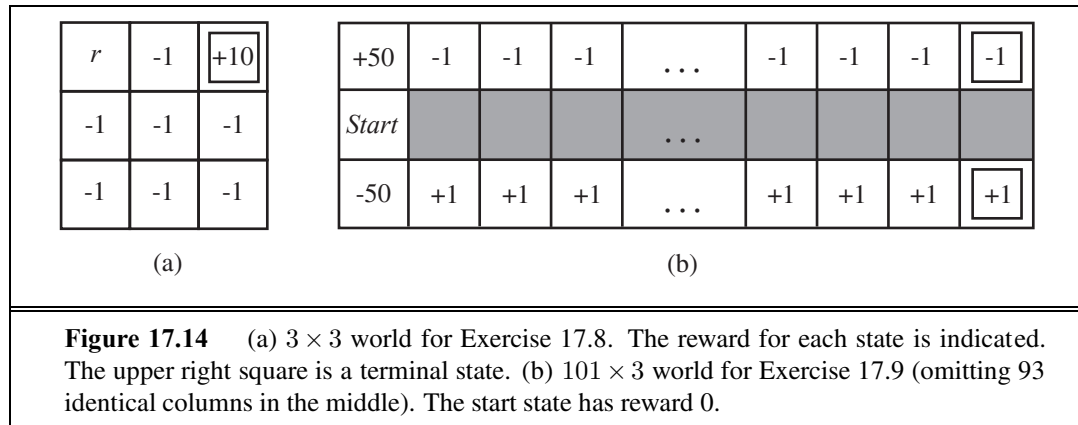 r -1 +10
-1 -1 -1
-1 -1 -1
(a)
+50 -1 -1 -1 ... -1 -1 -1 -1
Start ...
-50 +1 +1 +1 ... +1 +1 +1 +1
(b)
Figure 17.14 (a) 3 × 3 world for Exercise 17.8. The reward for each state is indicated.
The upper right square is a terminal state. (b) 101 × 3 world for Exercise 17.9 (omitting 93
identical columns in the middle). The start state has reward 0.